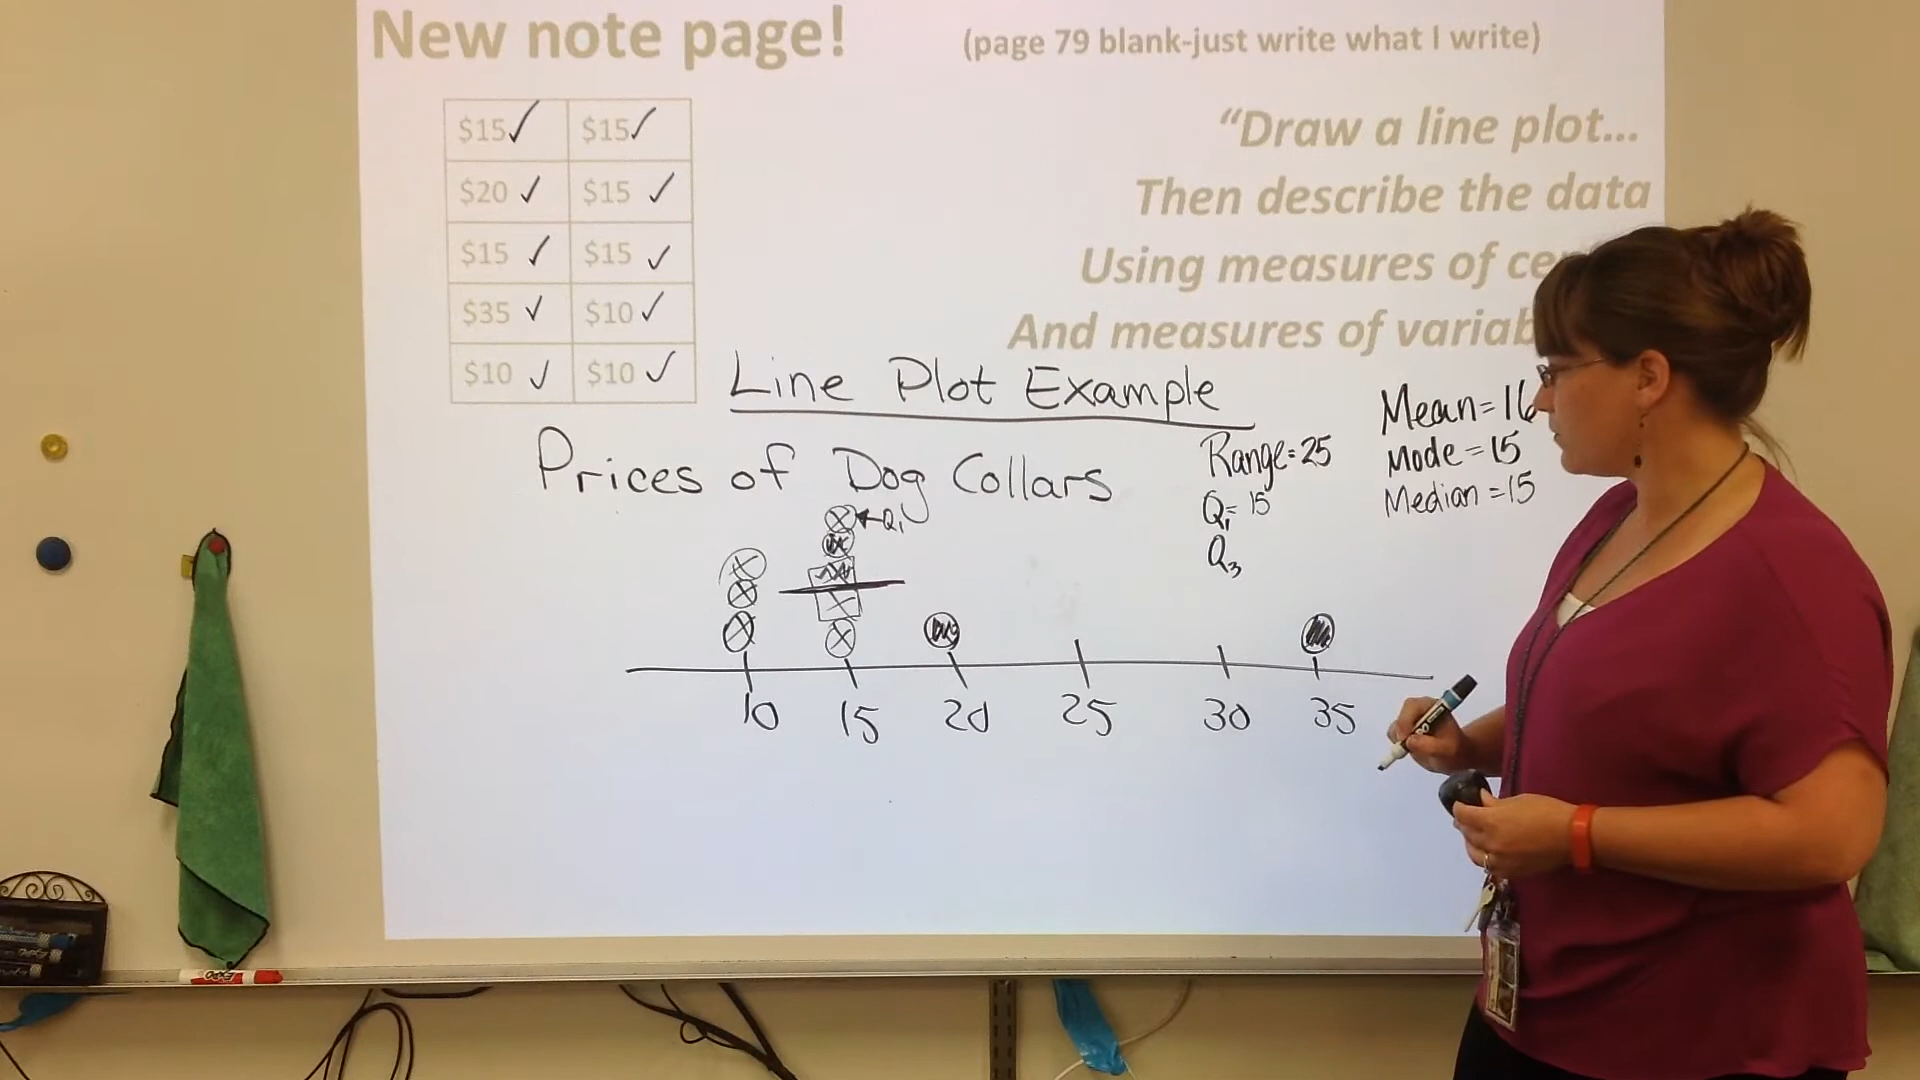 New note page!
(page 79 blank-just write what I write)
$15✓ $15✓
$20 ✓ $15 ✓
$15 ✓ $15 ✓
$35 ✓ $10 ✓
$10 ✓ $10 ✓
"Draw a line plot...
Then describe the data
Using measures of
And measures of
Line Plot Example
Prices of Dog Collars
Range=25
Q1= 15
Q3
Mean=16
Mode=15
Median=15
Q1
10 15 20 25 30 35
EXPO